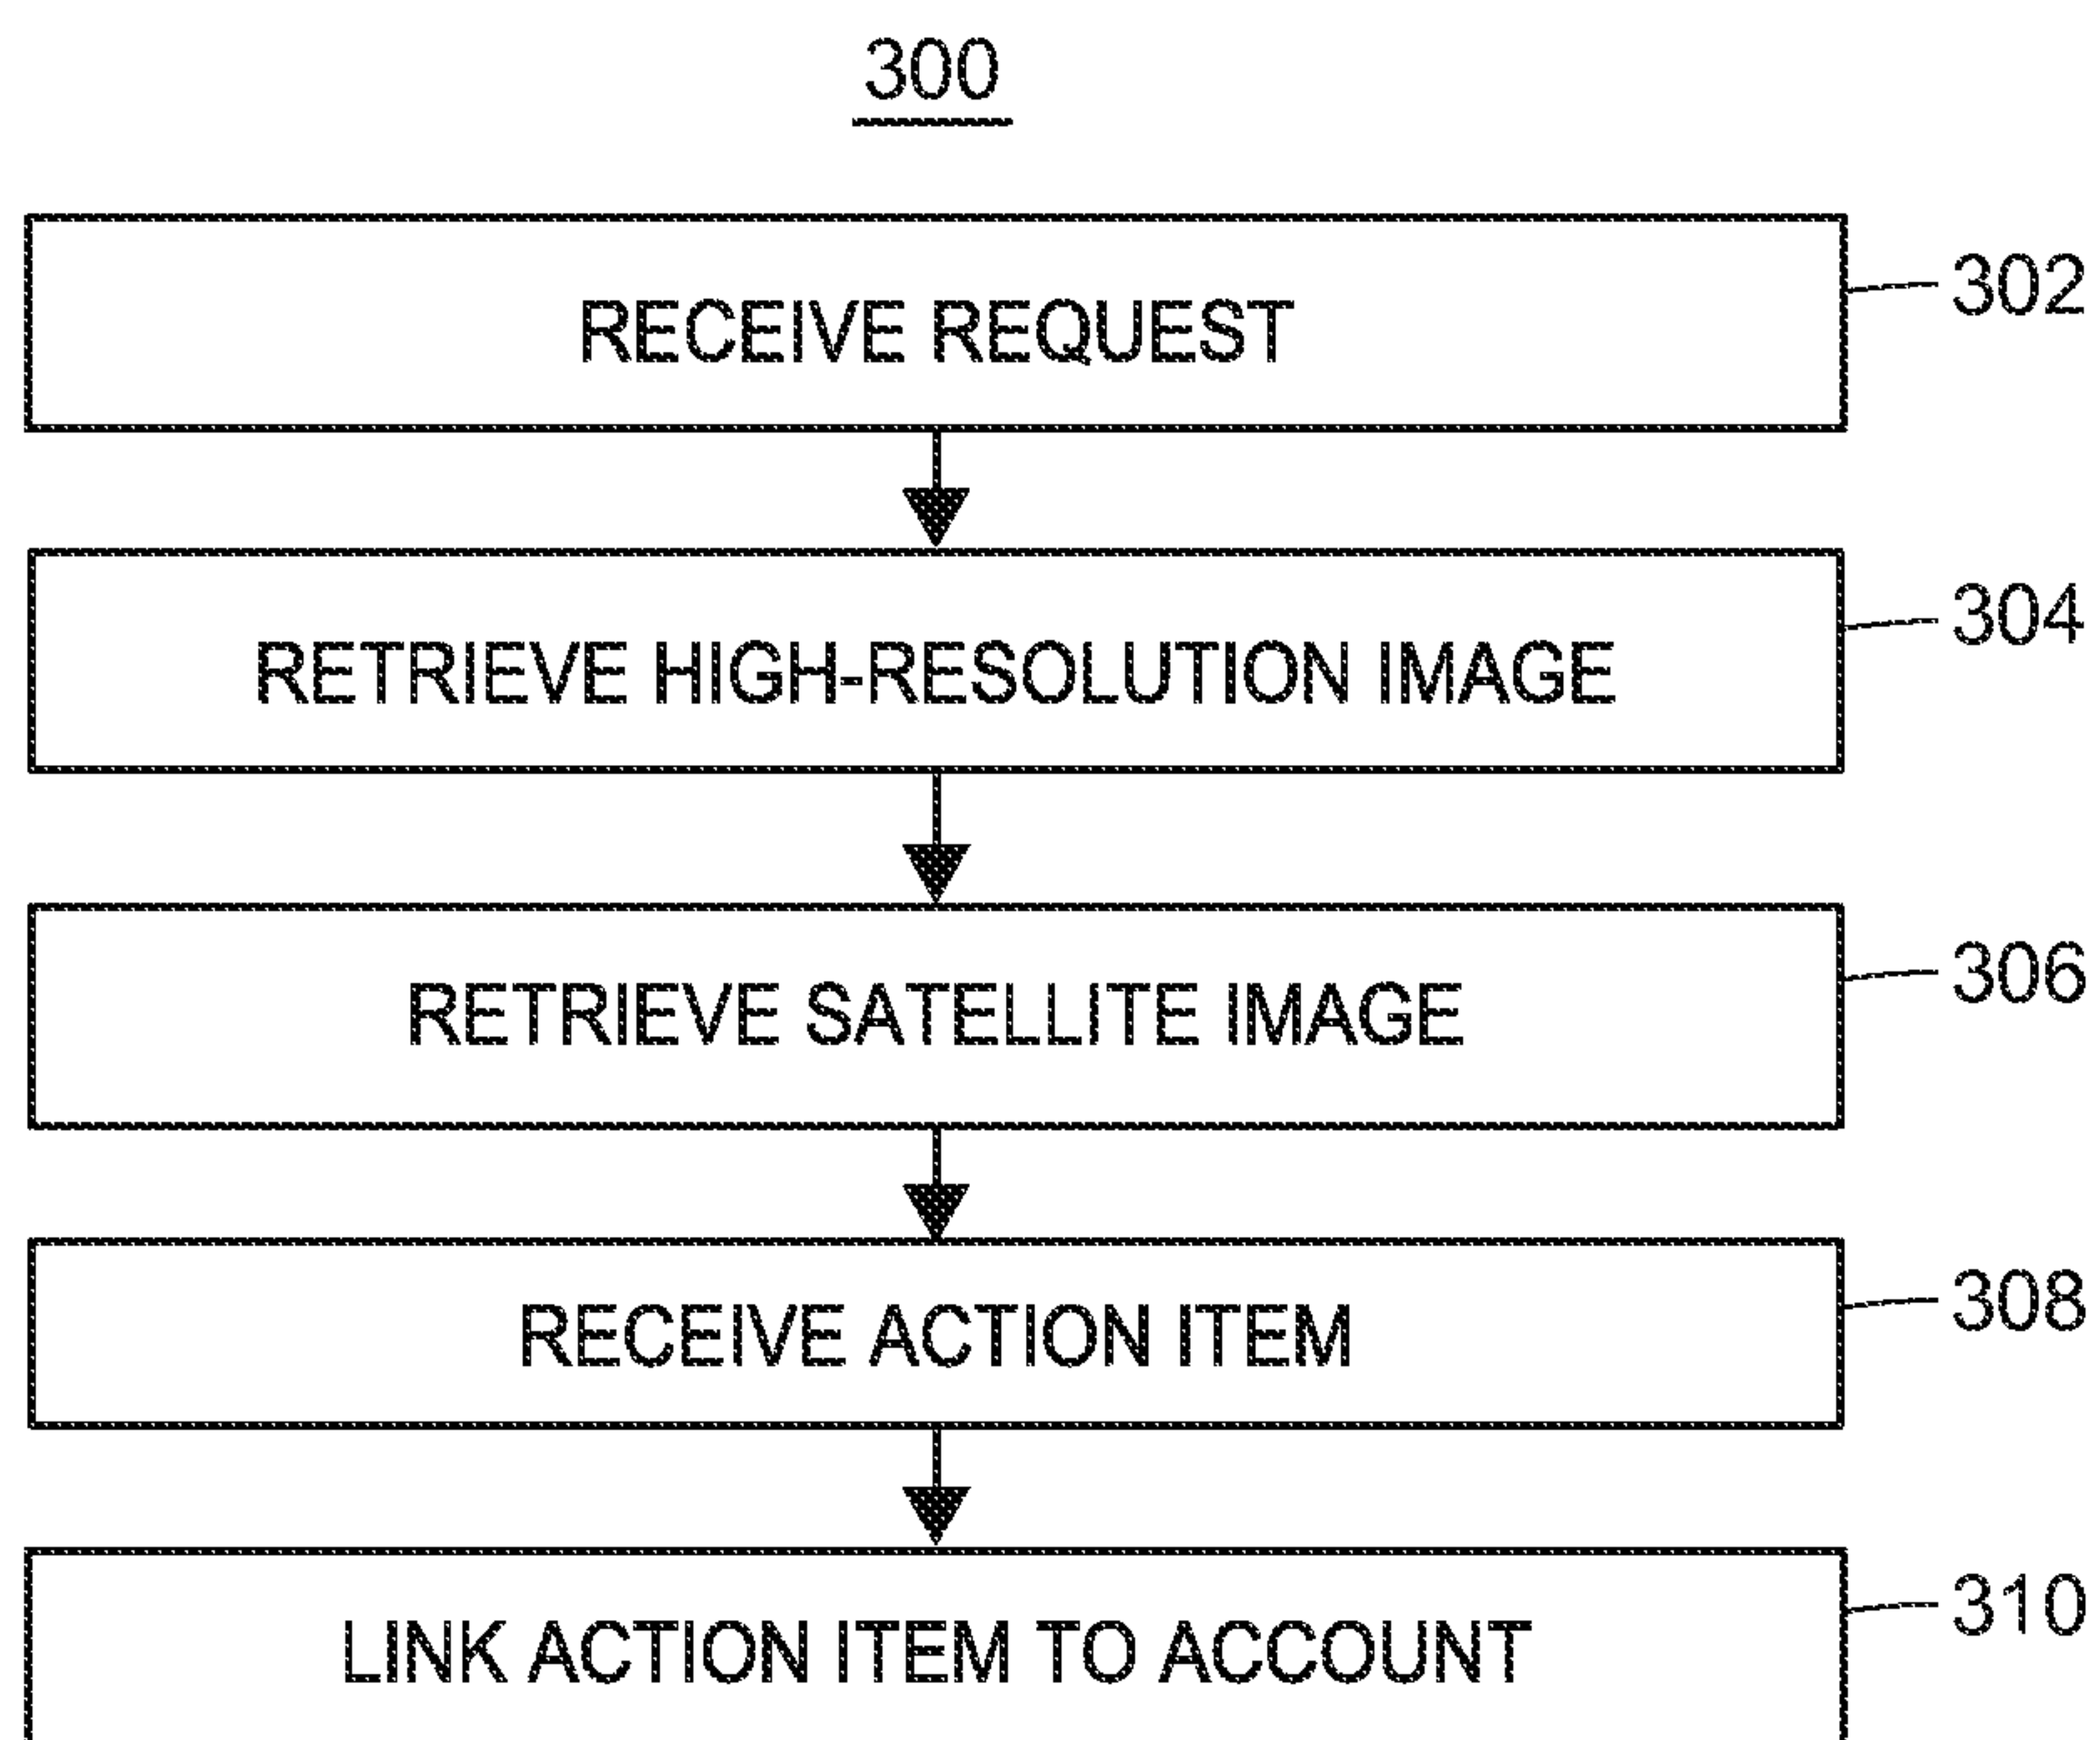 300
RECEIVE REQUEST
302
RETRIEVE HIGH-RESOLUTION IMAGE
304
RETRIEVE SATELLITE IMAGE
306
RECEIVE ACTION ITEM
308
LINK ACTION ITEM TO ACCOUNT
310